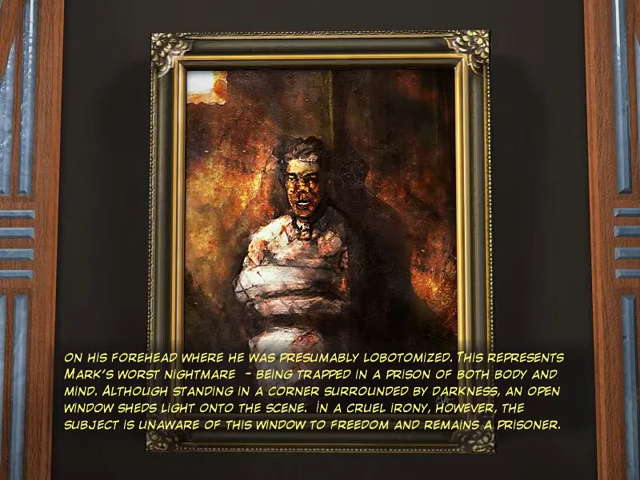 ON HIS FOREHEAD WHERE HE WAS PRESUMABLY LOBOTOMIZED. THIS REPRESENTS
MARK'S WORST NIGHTMARE - BEING TRAPPED IN A PRISON OF BOTH BODY AND
MIND. ALTHOUGH STANDING IN A CORNER SURROUNDED BY DARKNESS, AN OPEN
WINDOW SHEDS LIGHT ONTO THE SCENE. IN A CRUEL IRONY, HOWEVER, THE
SUBJECT IS UNAWARE OF THIS WINDOW TO FREEDOM AND REMAINS A PRISONER.